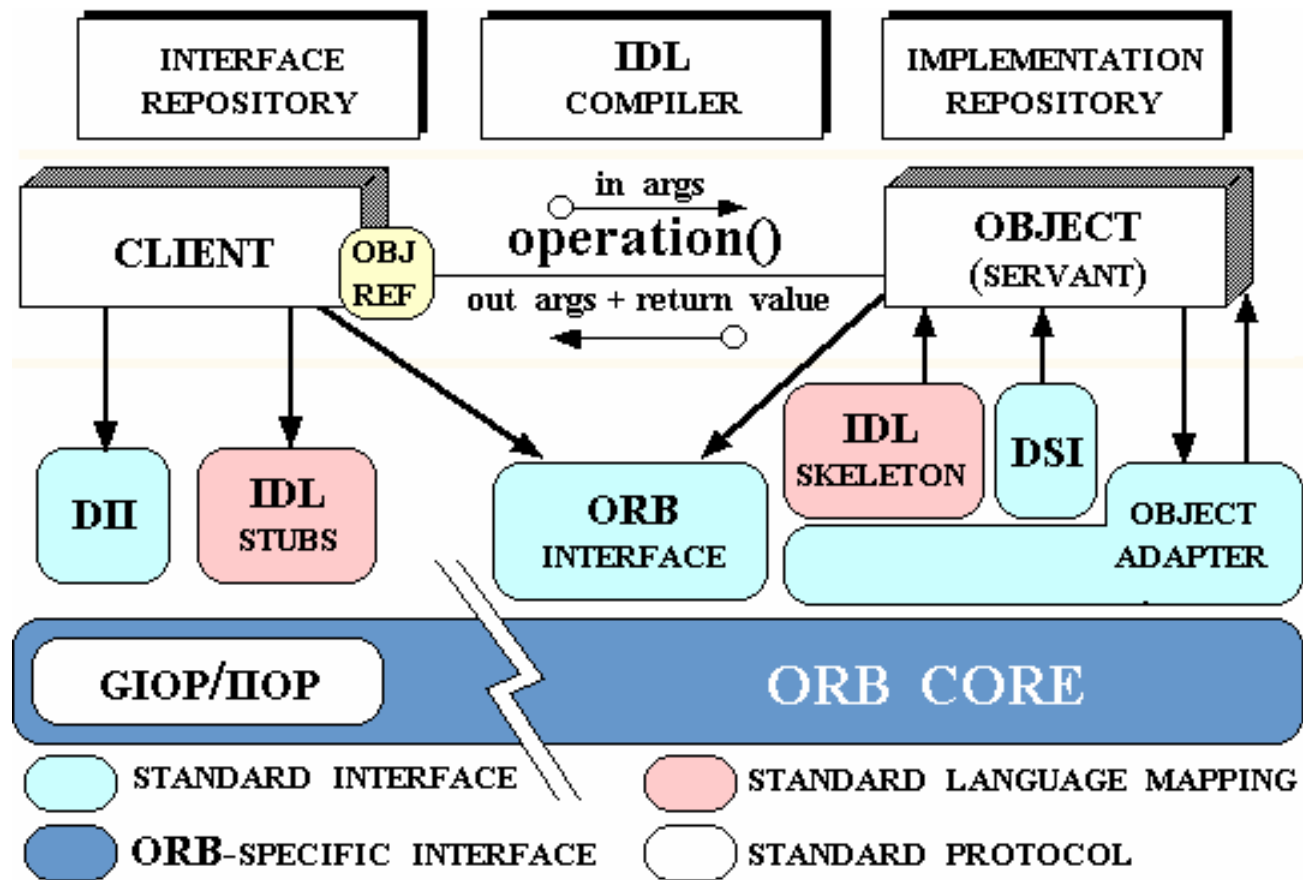 INTERFACE
REPOSITORY
IDL
COMPILER
IMPLEMENTATION
REPOSITORY
in args
operation()
out args + return value
CLIENT
OBJ
REF
OBJECT
(SERVANT)
DII
IDL
STUBS
ORB
INTERFACE
IDL
SKELETON
DSI
OBJECT
ADAPTER
GIOP/IIOP
ORB CORE
STANDARD INTERFACE
STANDARD LANGUAGE MAPPING
ORB-SPECIFIC INTERFACE
STANDARD PROTOCOL